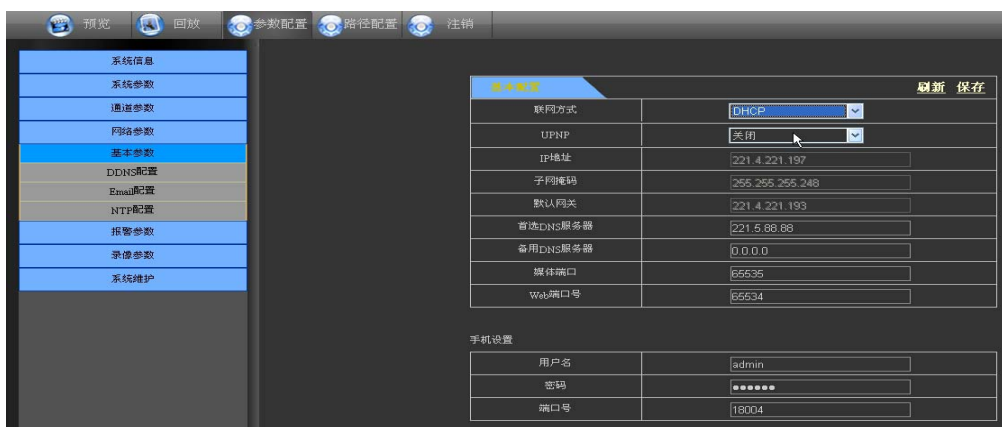 预览 回放 参数配置 路径配置 注销
系统信息
系统参数
通道参数
网络参数
基本参数
DDNS配置
Email配置
NTP配置
报警参数
录像参数
系统维护
基本配置 刷新 保存
联网方式 DHCP
UPNP 关闭
IP地址 221.4.221.197
子网掩码 255.255.255.248
默认网关 221.4.221.193
首选DNS服务器 221.5.88.88
备用DNS服务器 0.0.0.0
媒体端口 65535
Web端口号 65534
手机设置
用户名 admin
密码 ●●●●●●
端口号 18004